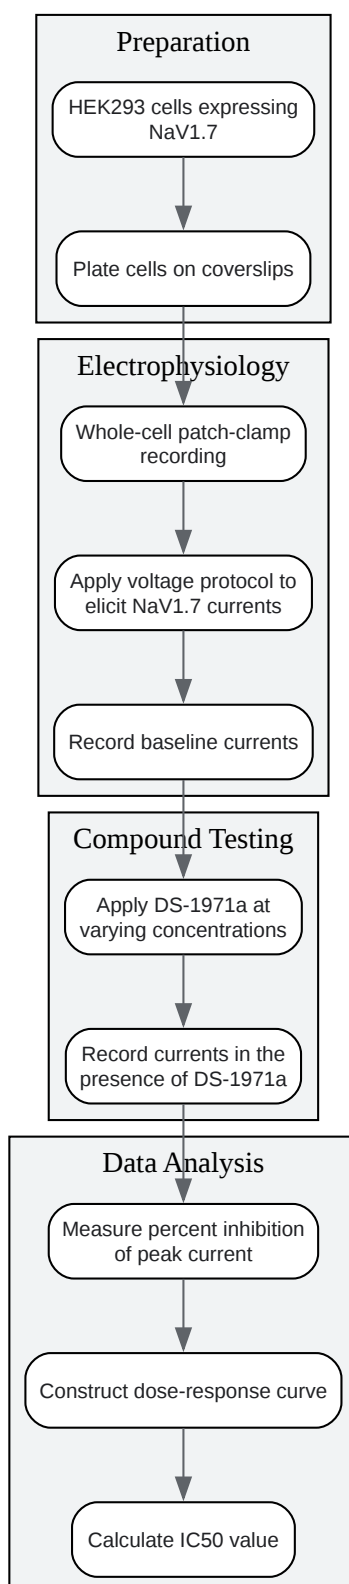 Preparation
HEK293 cells expressing
NaV1.7
Plate cells on coverslips
Electrophysiology
Whole-cell patch-clamp
recording
Apply voltage protocol to
elicit NaV1.7 currents
Record baseline currents
Compound Testing
Apply DS-1971a at
varying concentrations
Record currents in the
presence of DS-1971a
Data Analysis
Measure percent inhibition
of peak current
Construct dose-response curve
Calculate IC50 value